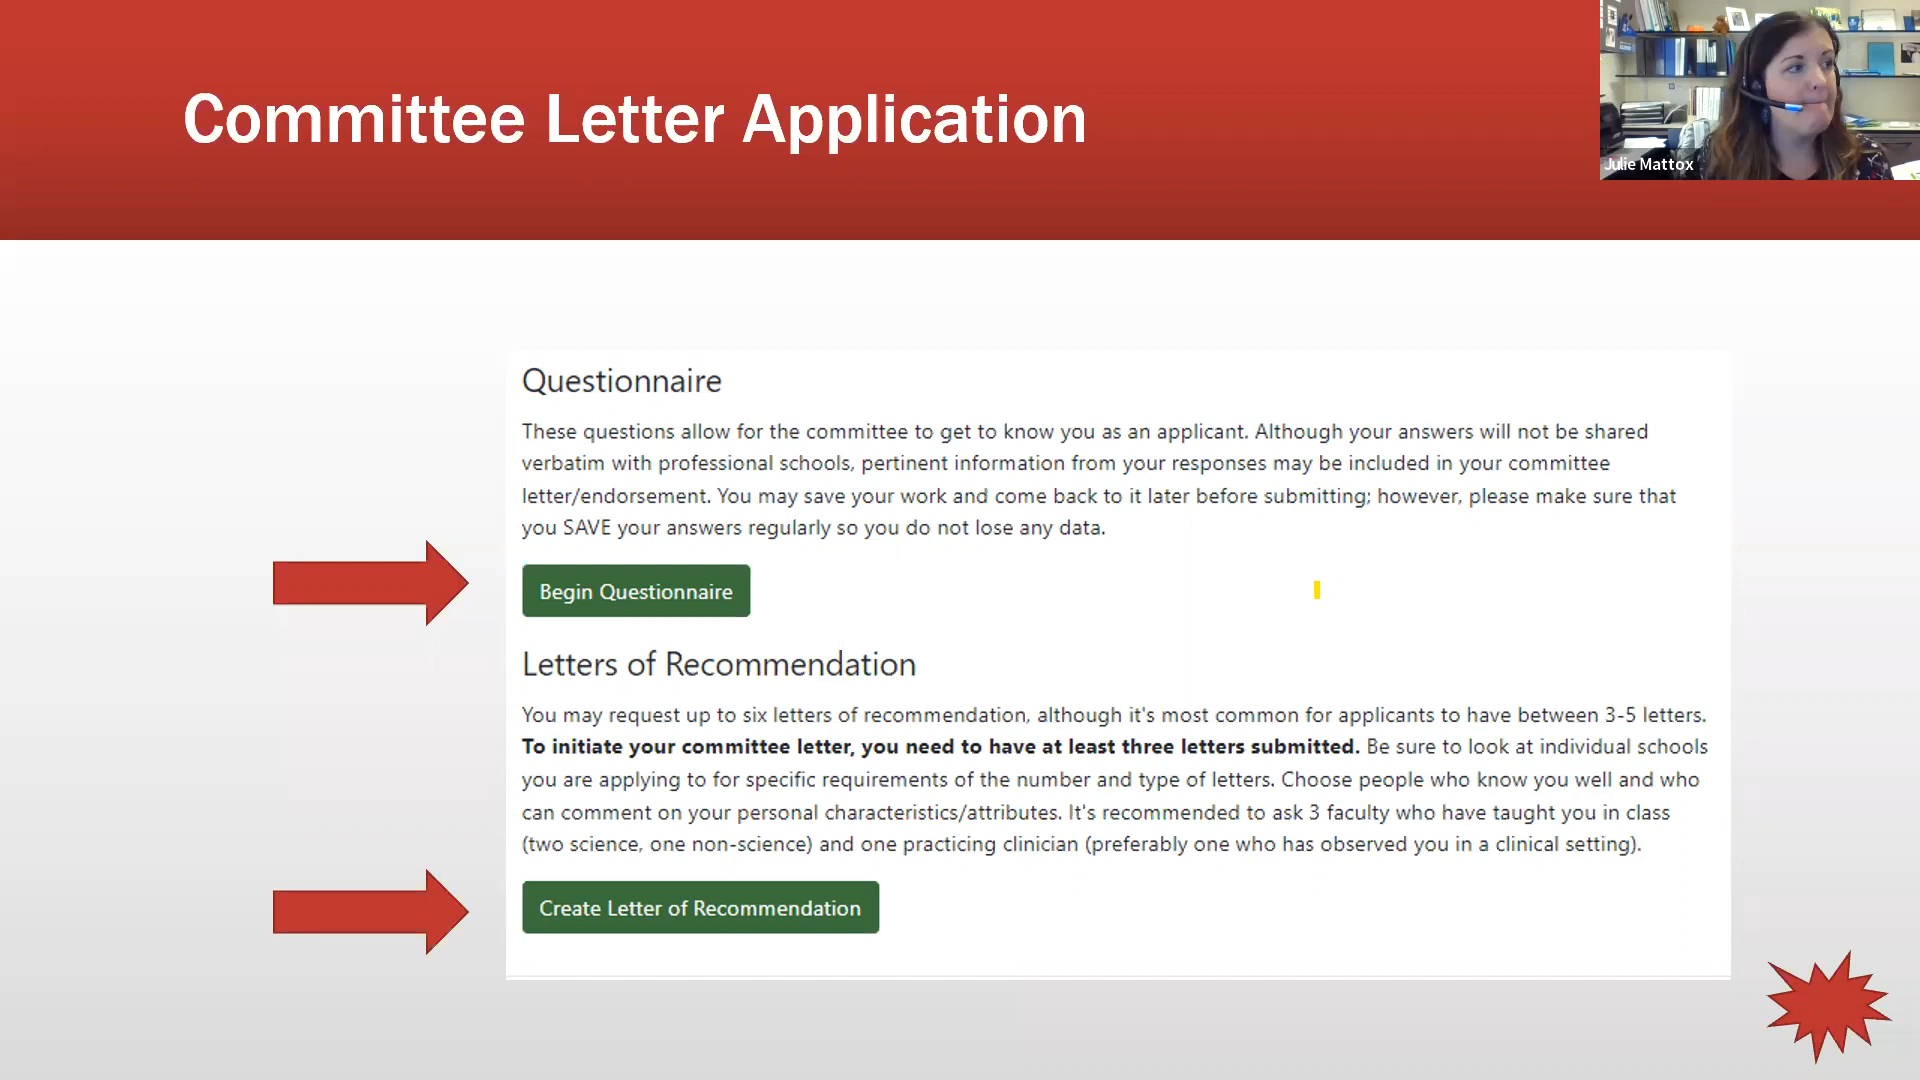 Committee Letter Application
Julie Mattox
Questionnaire
These questions allow for the committee to get to know you as an applicant. Although your answers will not be shared
verbatim with professional schools, pertinent information from your responses may be included in your committee
letter/endorsement. You may save your work and come back to it later before submitting; however, please make sure that
you SAVE your answers regularly so you do not lose any data.
Begin Questionnaire
Letters of Recommendation
You may request up to six letters of recommendation, although it's most common for applicants to have between 3-5 letters.
To initiate your committee letter, you need to have at least three letters submitted. Be sure to look at individual schools
you are applying to for specific requirements of the number and type of letters. Choose people who know you well and who
can comment on your personal characteristics/attributes. It's recommended to ask 3 faculty who have taught you in class
(two science, one non-science) and one practicing clinician (preferably one who has observed you in a clinical setting).
Create Letter of Recommendation